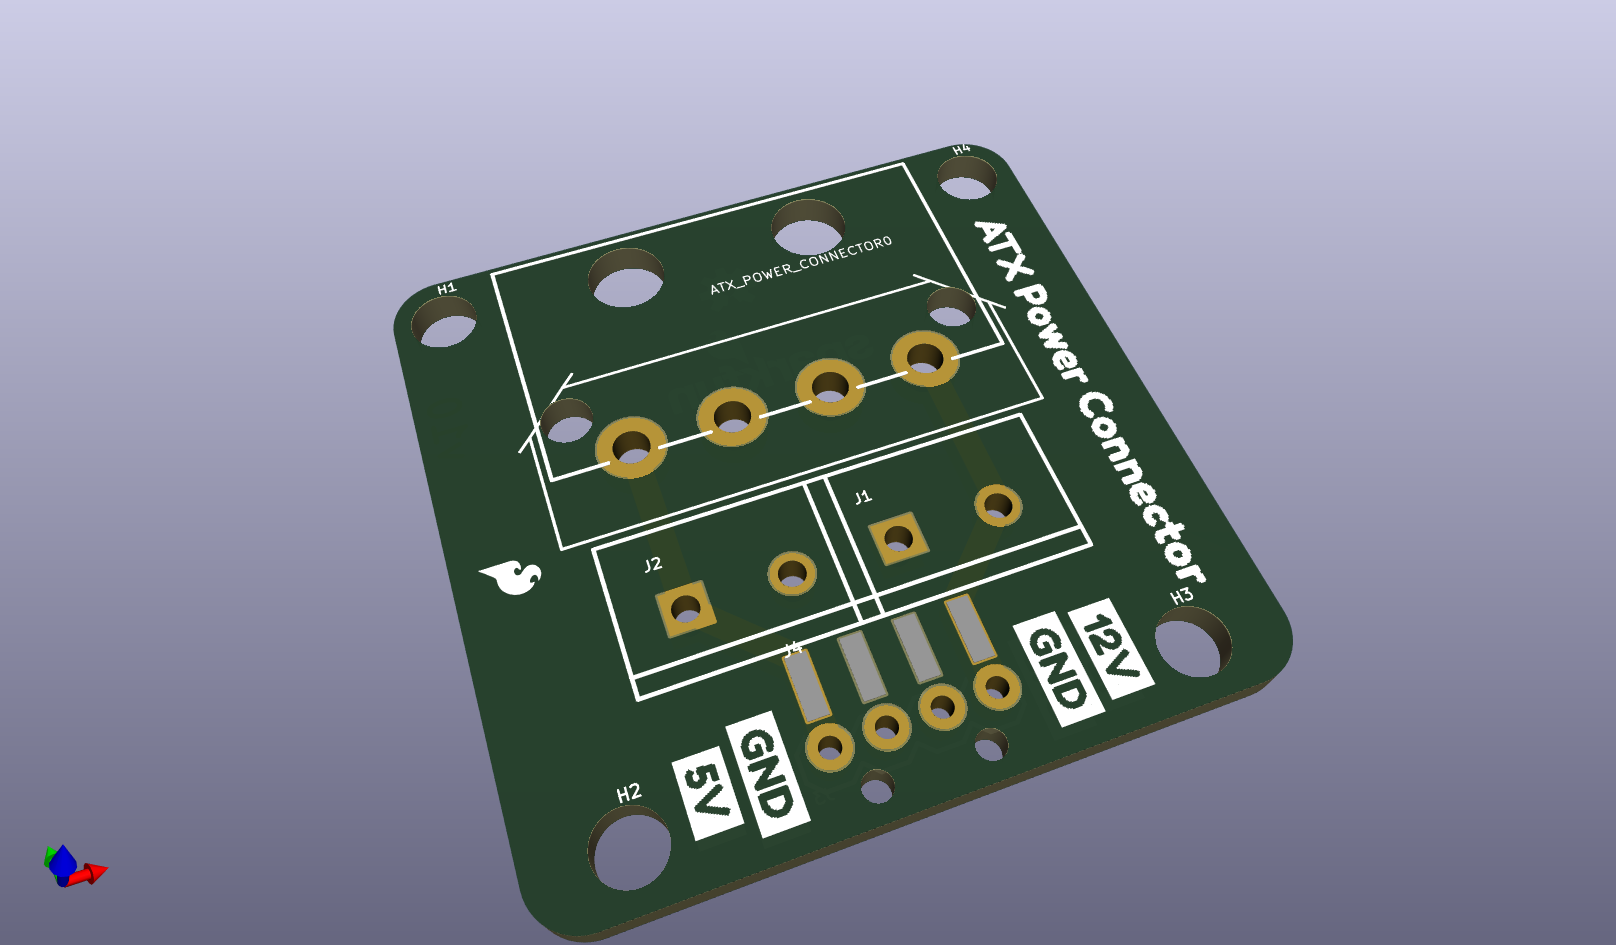 H4
H1
ATX_POWER_CONNECTOR0
ATX Power Connector
J1
J2
J4
H3
12V
GND
GND
5V
H2